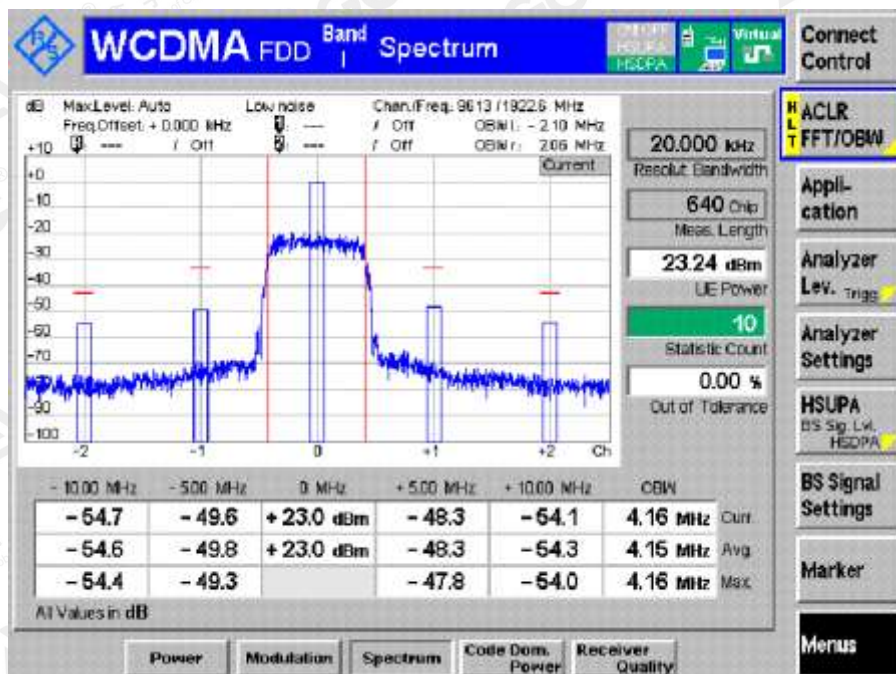 WCDMA FDD Band I Spectrum
HSDPA
Virtual
Connect Control
dB Max.Level: Auto Low noise Chan./Freq.: 9613 / 1922.6 MHz
Freq.Offset: + 0.000 kHz --- / Off OBW l: - 2.10 MHz
--- / Off --- / Off OBW r: 2.06 MHz
Current
+10
+0
-10
-20
-30
-40
-50
-60
-70
-90
-100
-2 -1 0 +1 +2 Ch
20.000 kHz
Resolut. Bandwidth
640 Chip
Meas. Length
23.24 dBm
UE Power
10
Statistic Count
0.00 %
Out of Tolerance
- 10.00 MHz - 5.00 MHz 0 MHz + 5.00 MHz + 10.00 MHz OBW
- 54.7 - 49.6 + 23.0 dBm - 48.3 - 54.1 4.16 MHz Curr.
- 54.6 - 49.8 + 23.0 dBm - 48.3 - 54.3 4.15 MHz Avg.
- 54.4 - 49.3 - 47.8 - 54.0 4.16 MHz Max.
All Values in dB
HLT
ACLR FFT/OBW
Appli-
cation
Analyzer
Lev. Trigg
Analyzer
Settings
HSUPA
BS Sig. Lvl.
HSDPA
BS Signal
Settings
Marker
Menus
Power
Modulation
Spectrum
Code Dom. Power
Receiver Quality